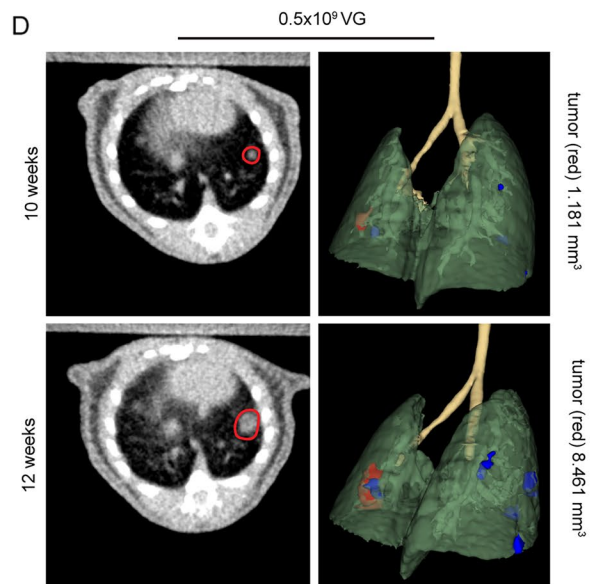 D
0.5x10⁹ VG
10 weeks
tumor (red) 1.181 mm³
12 weeks
tumor (red) 8.461 mm³